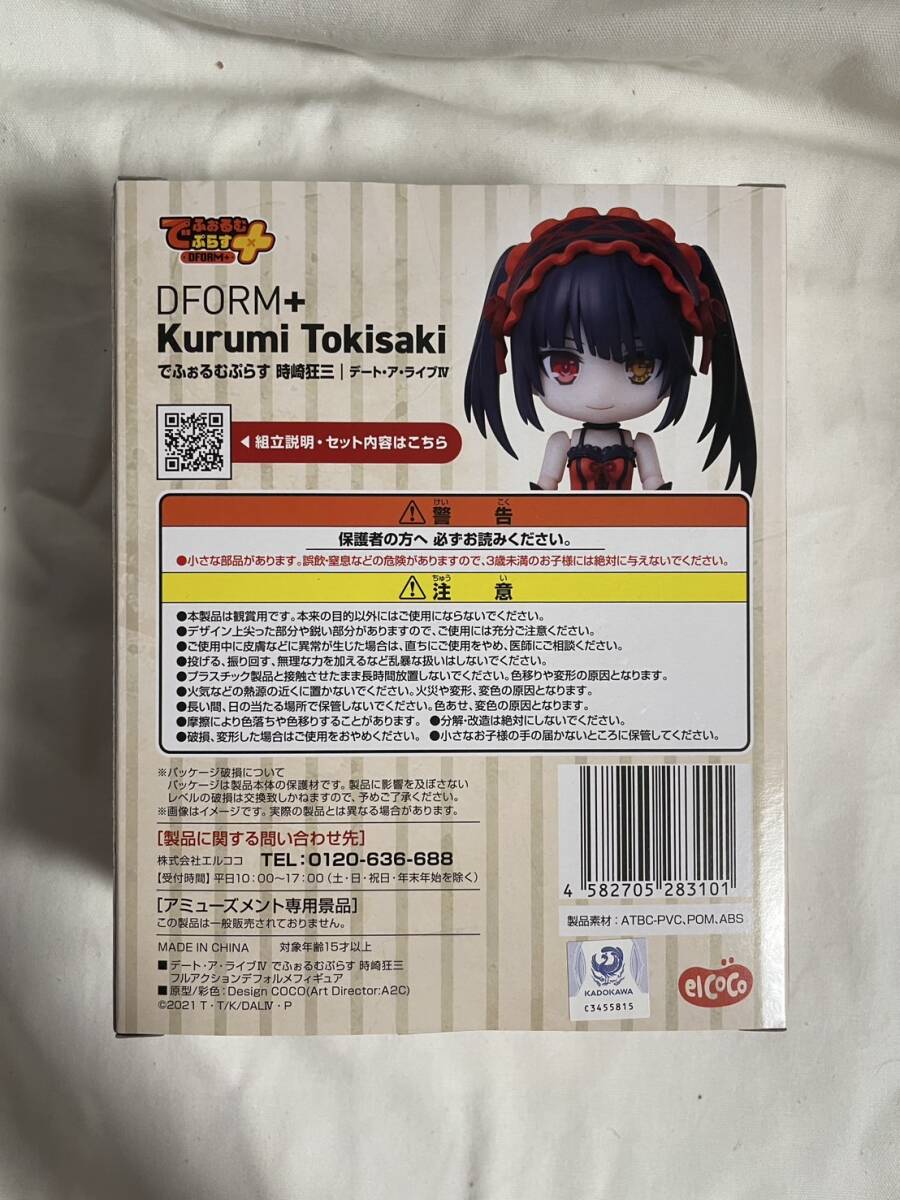 でふぉるむ
ぷらす
DFORM+
DFORM+
Kurumi Tokisaki
でふぉるむぷらす 時崎狂三｜デート・ア・ライブⅣ
◀組立説明・セット内容はこちら
けい こく
警告
保護者の方へ 必ずお読みください。
●小さな部品があります。誤飲・窒息などの危険がありますので、3歳未満のお子様には絶対に与えないでください。
ちゅう い
注意
●本製品は観賞用です。本来の目的以外にはご使用にならないでください。
●デザイン上尖った部分や鋭い部分がありますので、ご使用には充分ご注意ください。
●ご使用中に皮膚などに異常が生じた場合は、直ちにご使用をやめ、医師にご相談ください。
●投げる、振り回す、無理な力を加えるなど乱暴な扱いはしないでください。
●プラスチック製品と接触させたまま長時間放置しないでください。色移りや変形の原因となります。
●火気などの熱源の近くに置かないでください。火災や変形、変色の原因となります。
●長い間、日の当たる場所で保管しないでください。色あせ、変色の原因となります。
●摩擦により色落ちや色移りすることがあります。 ●分解・改造は絶対にしないでください。
●破損、変形した場合はご使用をおやめください。 ●小さなお子様の手の届かないところに保管してください。
※パッケージ破損について
パッケージは製品本体の保護材です。製品に影響を及ぼさない
レベルの破損は交換致しかねますので、予めご了承ください。
※画像はイメージです。実際の製品とは異なる場合があります。
[製品に関する問い合わせ先]
株式会社エルココ TEL:0120-636-688
【受付時間】平日10:00〜17:00(土・日・祝日・年末年始を除く)
[アミューズメント専用景品]
この製品は一般販売されておりません。
MADE IN CHINA 対象年齢15才以上
■デート・ア・ライブⅣ でふぉるむぷらす 時崎狂三
フルアクションデフォルメフィギュア
■原型/彩色:Design COCO(Art Director:A2C)
©2021 T・T/K/DALⅣ・P
4 582705 283101
製品素材:ATBC-PVC、POM、ABS
KADOKAWA
C3455815
elCoCo